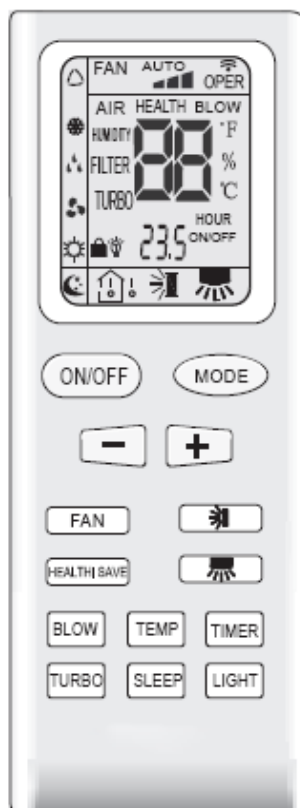 FAN AUTO OPER
AIR HEALTH BLOW
HUMIDITY 88 °F
FILTER %
TURBO °C
HOUR
23.5 ON/OFF
ON/OFF MODE
- +
FAN
HEALTH|SAVE
BLOW TEMP TIMER
TURBO SLEEP LIGHT